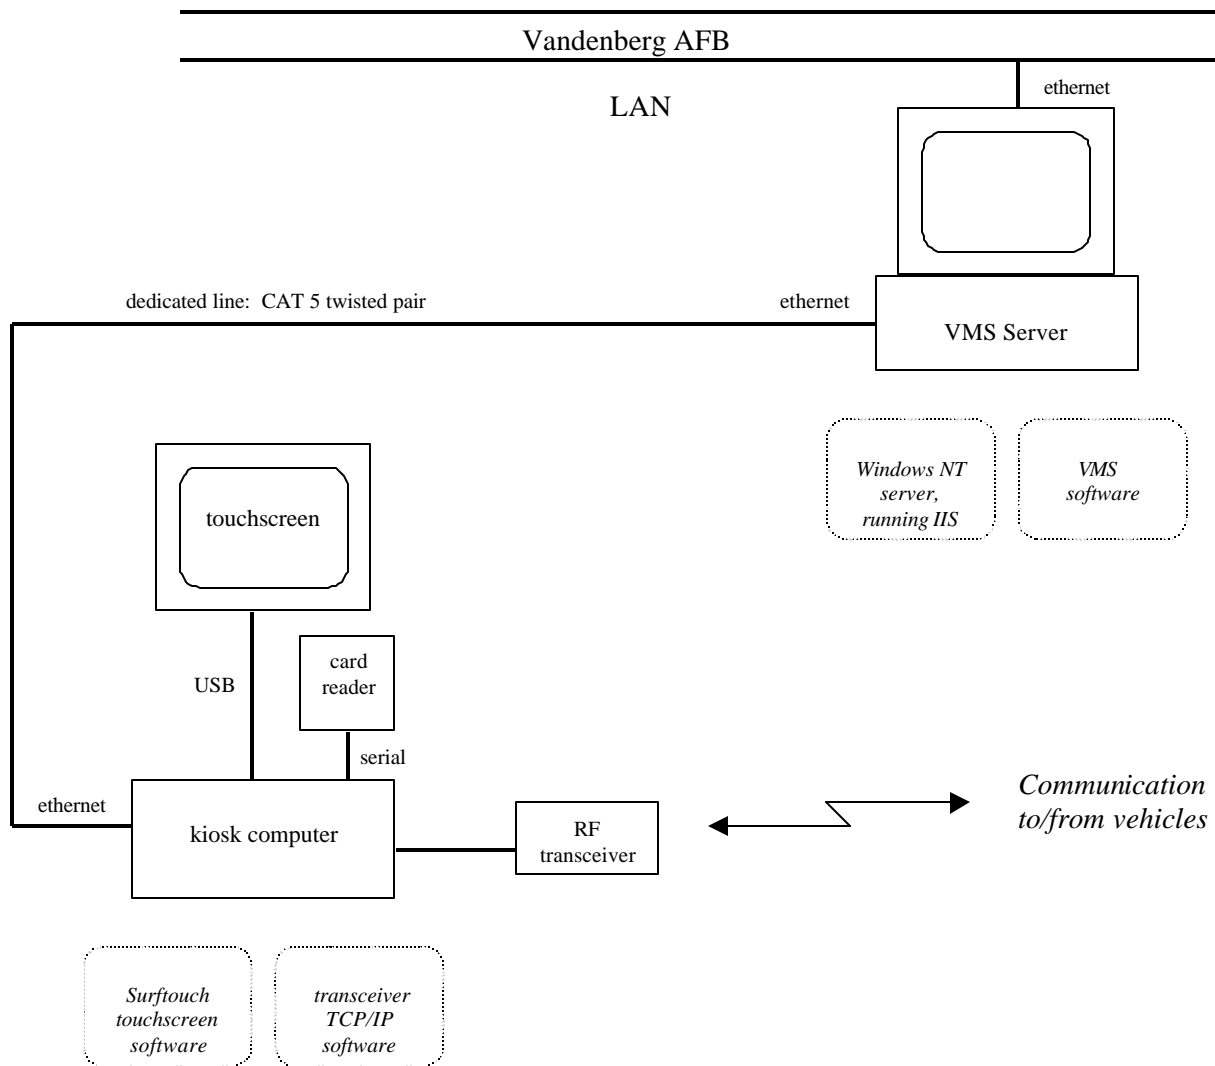 Vandenberg AFB
LAN
ethernet
dedicated line:  CAT 5 twisted pair
ethernet
VMS Server
Windows NT
server,
running IIS
VMS
software
touchscreen
USB
card
reader
serial
ethernet
kiosk computer
RF
transceiver
Communication
to/from vehicles
Surftouch
touchscreen
software
transceiver
TCP/IP
software